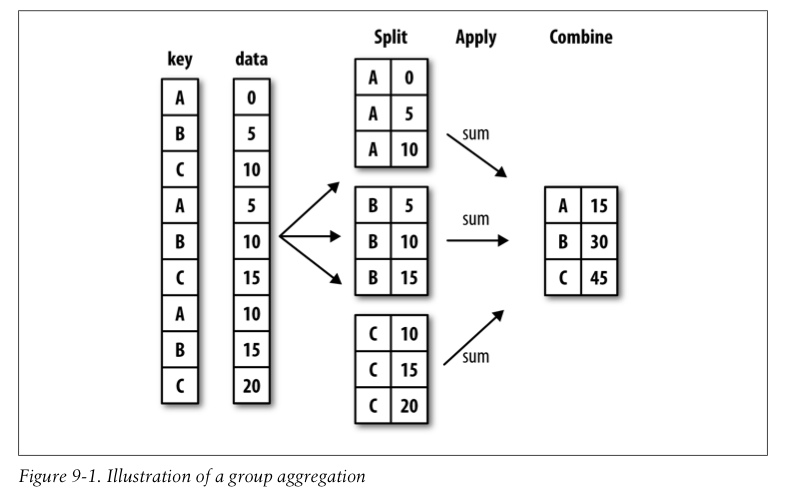 Split Apply Combine
key data
A 0
B 5
C 10
A 5
B 10
C 15
A 10
B 15
C 20
A 0
A 5
A 10
sum
B 5
B 10
B 15
sum
C 10
C 15
C 20
sum
A 15
B 30
C 45
Figure 9-1. Illustration of a group aggregation